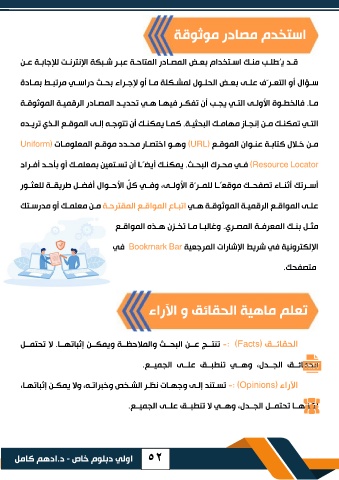 استخدم مصادر موثوقة
قد يُطلب منك استخدام بعض المصادر المتاحة عبر شبكة الإنترنت للإجابة عن
سؤال أو التعرّف على بعض الحلول لمشكلة ما أو لإجراء بحث دراسي مرتبط بمادة
ما. فالخطوة الأولى التي يجب أن تفكر فيها هي تحديد المصادر الرقمية الموثوقة
التي تمكنك من إنجاز مهامك البحثية. كما يمكنك أن تتوجه إلى الموقع الذي تريده
من خلال كتابة عنوان الموقع (URL) وهو اختصار محدد موقع المعلومات (Uniform
Resource Locator) في محرك البحث. يمكنك أيضًا أن تستعين بمعلمك أو بأحد أفراد
أسرتك أثناء تصفحك موقعًا للمرة الأولى، وفي كلّ الأحوال أفضل طريقة للعثور
على المواقع الرقمية الموثوقة هي اتباع المواقع المقترحة من معلمك أو مدرستك
مثل بنك المعرفة المصري. وغالبا ما تخزن هذه المواقع
الإلكترونية في شريط الإشارات المرجعية Bookmark Bar في
متصفحك.
تعلم ماهية الحقائق و الآراء
الحقائق (Facts) :- تنتج عن البحث والملاحظة ويمكن إثباتها. لا تحتمل
الحقائق الجدل، وهي تنطبق على الجميع.
الآراء (Opinions) :- تستند إلى وجهات نظر الشخص وخبراته، ولا يمكن إثباتها،
تحتمل الجدل، وهي لا تنطبق على الجميع.
٥٢ اولي دبلوم خاص - د.ادهم كامل